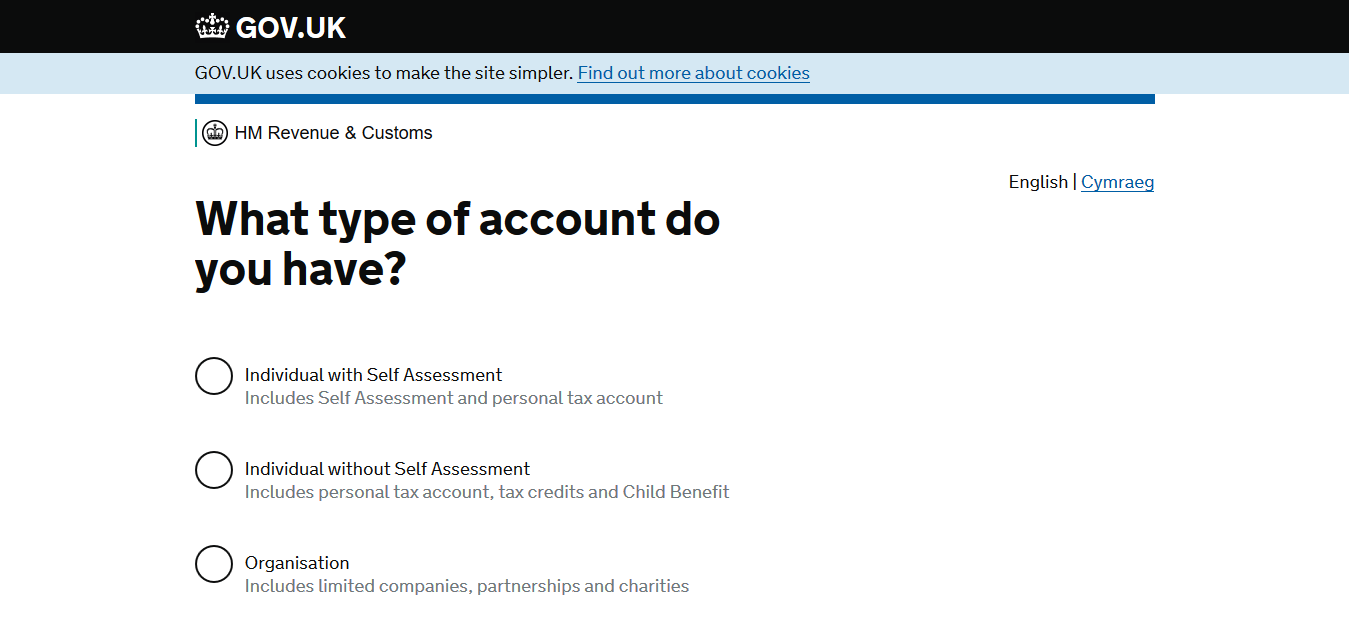 GOV.UK
GOV.UK uses cookies to make the site simpler. Find out more about cookies
HM Revenue & Customs
English | Cymraeg
What type of account do
you have?
Individual with Self Assessment
Includes Self Assessment and personal tax account
Individual without Self Assessment
Includes personal tax account, tax credits and Child Benefit
Organisation
Includes limited companies, partnerships and charities